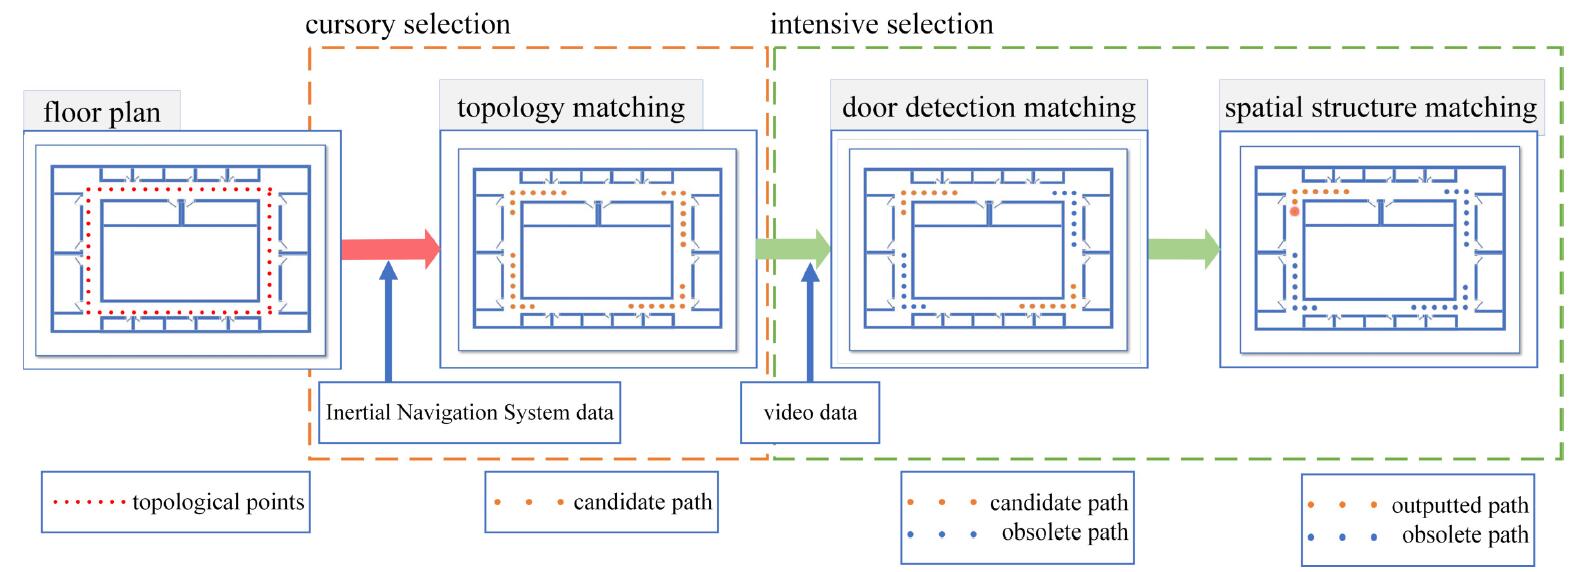 cursory selection
intensive selection
floor plan
topology matching
door detection matching
spatial structure matching
Inertial Navigation System data
video data
topological points
candidate path
candidate path
obsolete path
outputted path
obsolete path